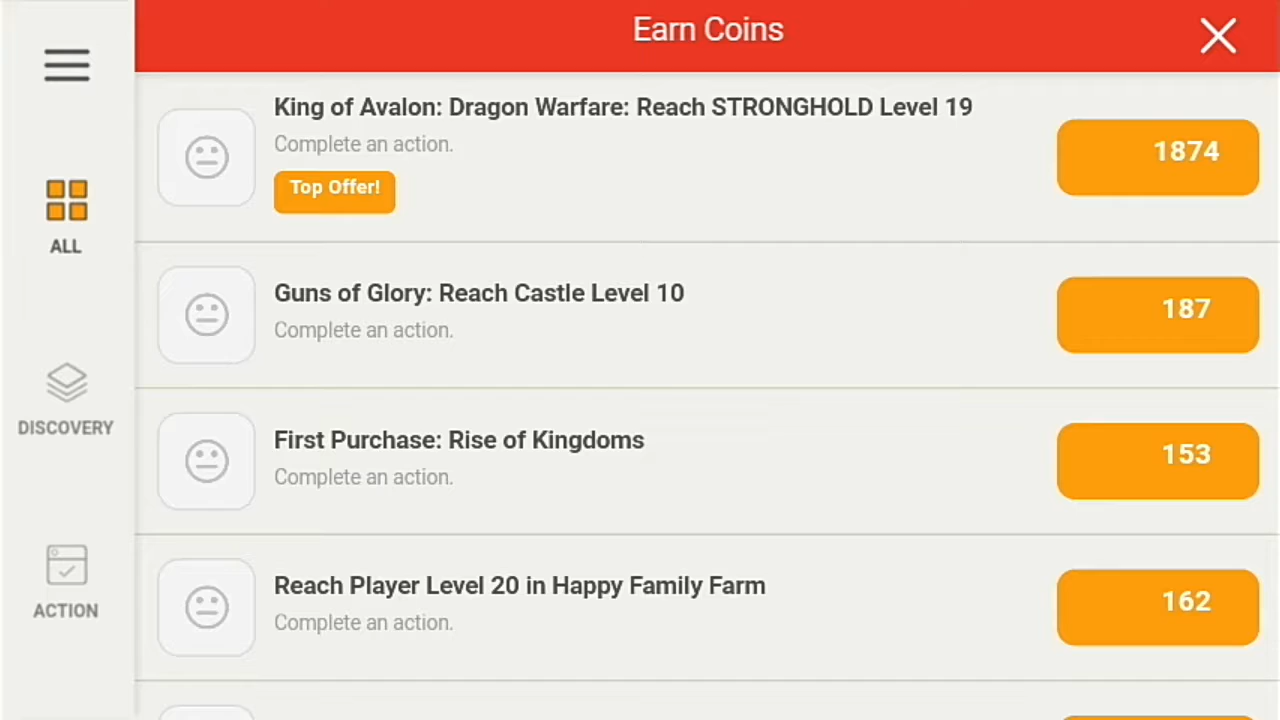 Earn Coins
ALL
DISCOVERY
ACTION
King of Avalon: Dragon Warfare: Reach STRONGHOLD Level 19
Complete an action.
Top Offer!
1874
Guns of Glory: Reach Castle Level 10
Complete an action.
187
First Purchase: Rise of Kingdoms
Complete an action.
153
Reach Player Level 20 in Happy Family Farm
Complete an action.
162